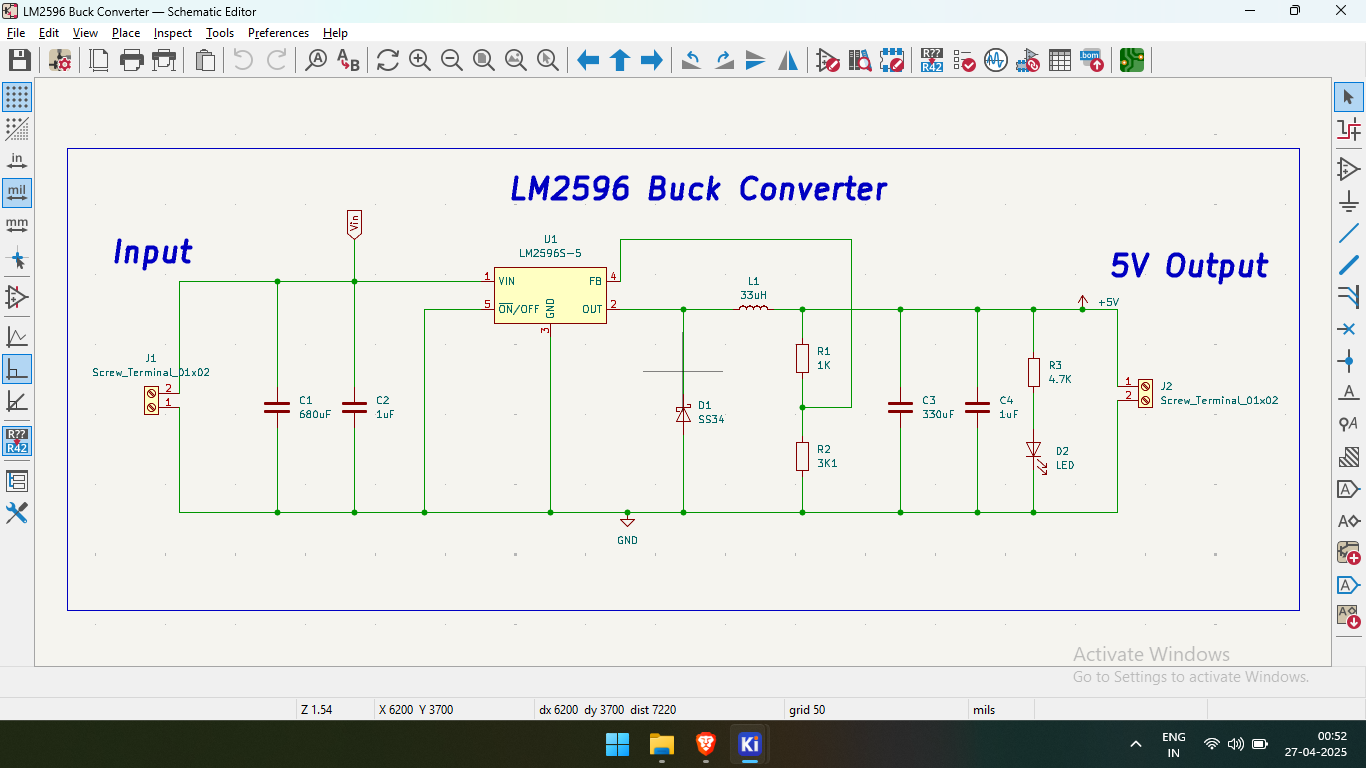 LM2596 Buck Converter — Schematic Editor
File Edit View Place Inspect Tools Preferences Help
A
A B
R??
R42
bom
in
mil
mm
R??
R42
LM2596 Buck Converter
Input
5V Output
Vin
U1
LM2596S-5
1 VIN FB 4
5 ON/OFF GND OUT 2
3
L1
33uH
+5V
J1
Screw_Terminal_01x02
2
1
C1
680uF
C2
1uF
D1
SS34
R1
1K
R2
3K1
C3
330uF
C4
1uF
R3
4.7K
D2
LED
1
2
J2
Screw_Terminal_01x02
GND
Activate Windows
Go to Settings to activate Windows.
Z 1.54 X 6200 Y 3700 dx 6200 dy 3700 dist 7220 grid 50 mils
Ki
ENG
IN
00:52
27-04-2025